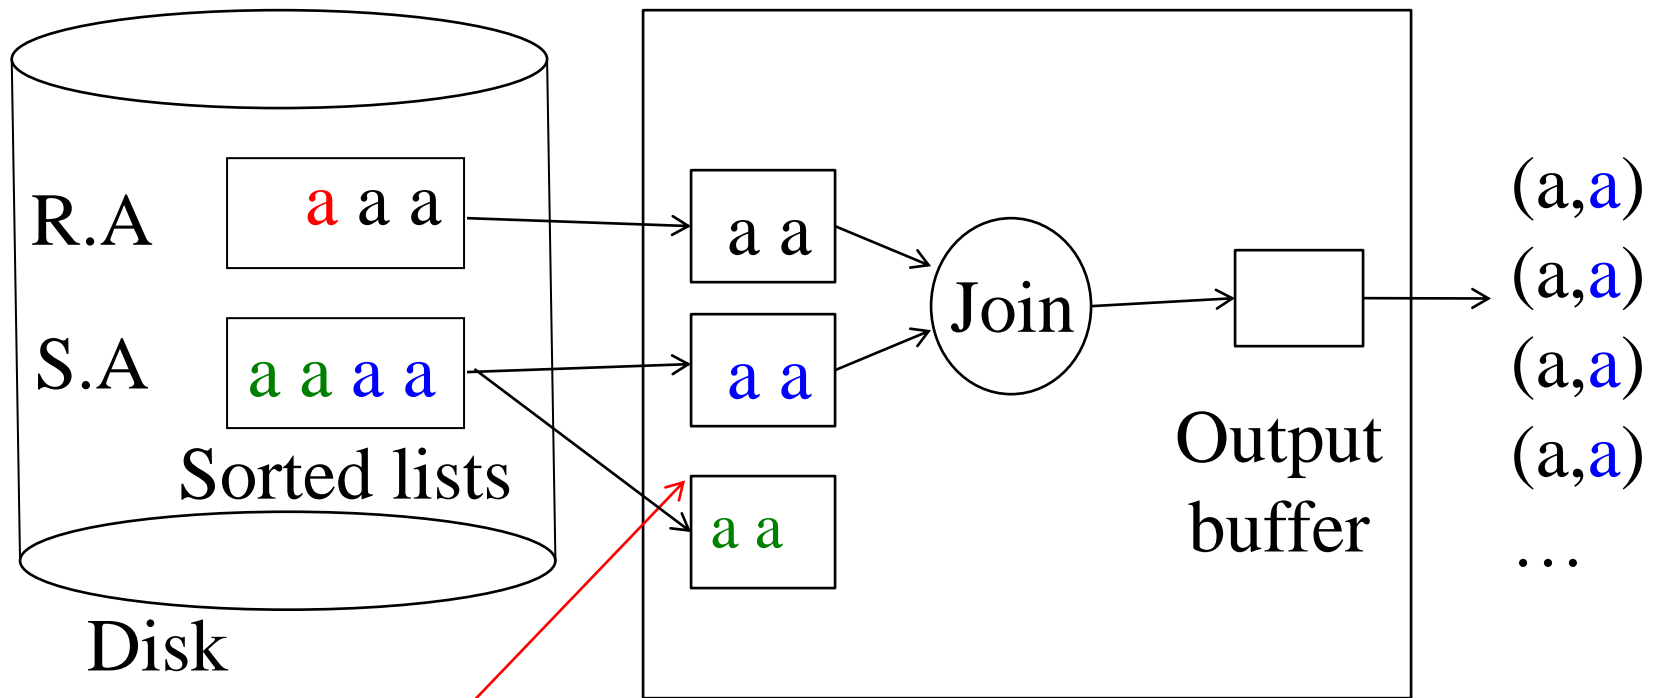 R.A
a a a
S.A
a a a a
Sorted lists
Disk
a a
a a
a a
Join
Output
buffer
(a,a)
(a,a)
(a,a)
(a,a)
…